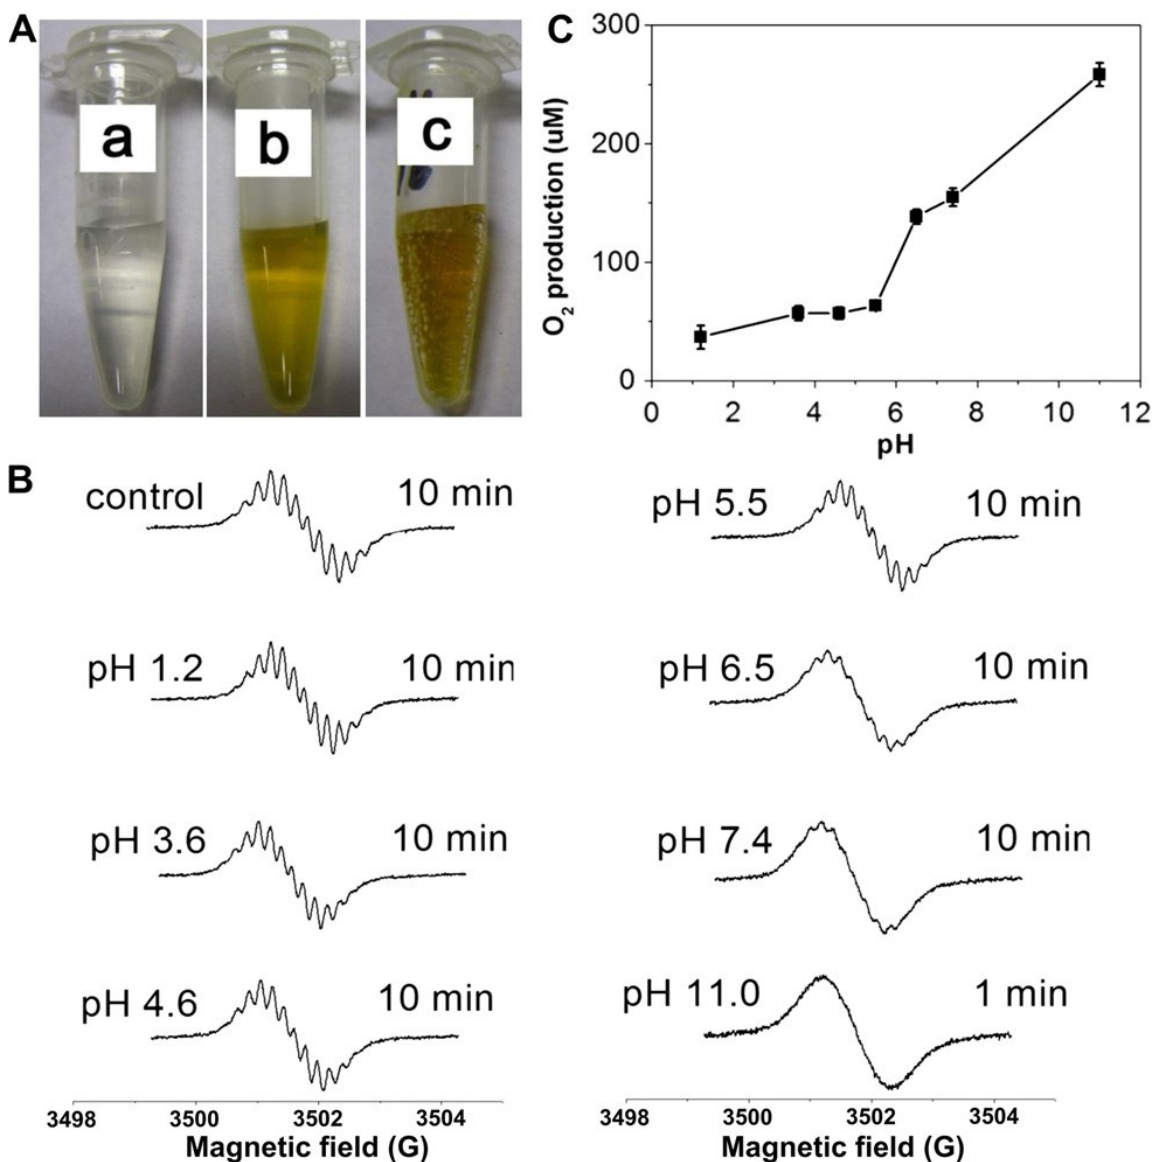 A
a
b
c
C
O₂ production (uM)
300
200
100
0
0 2 4 6 8 10 12
pH
B
control 10 min
pH 1.2 10 min
pH 3.6 10 min
pH 4.6 10 min
3498 3500 3502 3504
Magnetic field (G)
pH 5.5 10 min
pH 6.5 10 min
pH 7.4 10 min
pH 11.0 1 min
3498 3500 3502 3504
Magnetic field (G)